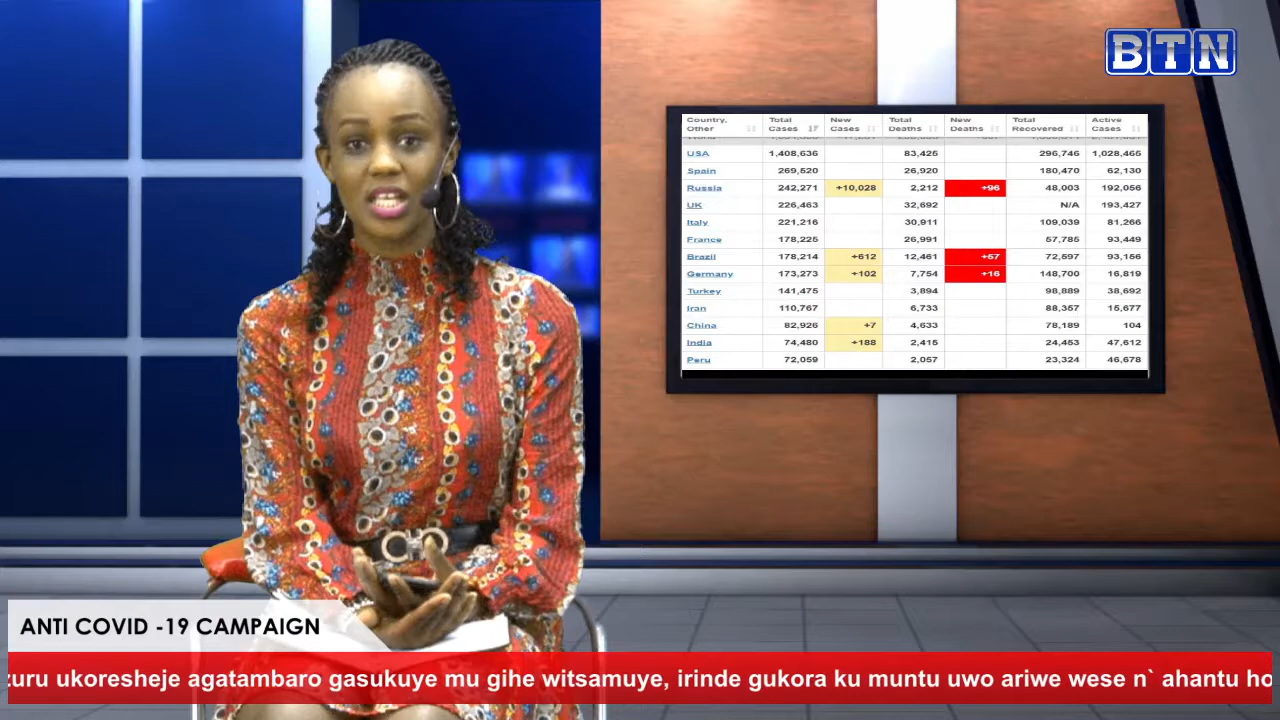 BTN
Country, Other Total Cases New Cases Total Deaths New Deaths Total Recovered Active Cases
USA 1,408,636 83,425 296,746 1,028,465
Spain 269,520 26,920 180,470 62,130
Russia 242,271 +10,028 2,212 +96 48,003 192,056
UK 226,463 32,692 N/A 193,427
Italy 221,216 30,911 109,039 81,266
France 178,225 26,991 57,785 93,449
Brazil 178,214 +612 12,461 +57 72,597 93,156
Germany 173,273 +102 7,754 +16 148,700 16,819
Turkey 141,475 3,894 98,889 38,692
Iran 110,767 6,733 88,357 15,677
China 82,926 +7 4,633 78,189 104
India 74,480 +188 2,415 24,453 47,612
Peru 72,059 2,057 23,324 46,678
ANTI COVID -19 CAMPAIGN
zuru ukoresheje agatambaro gasukuye mu gihe witsamuye, irinde gukora ku muntu uwo ariwe wese n` ahantu ho